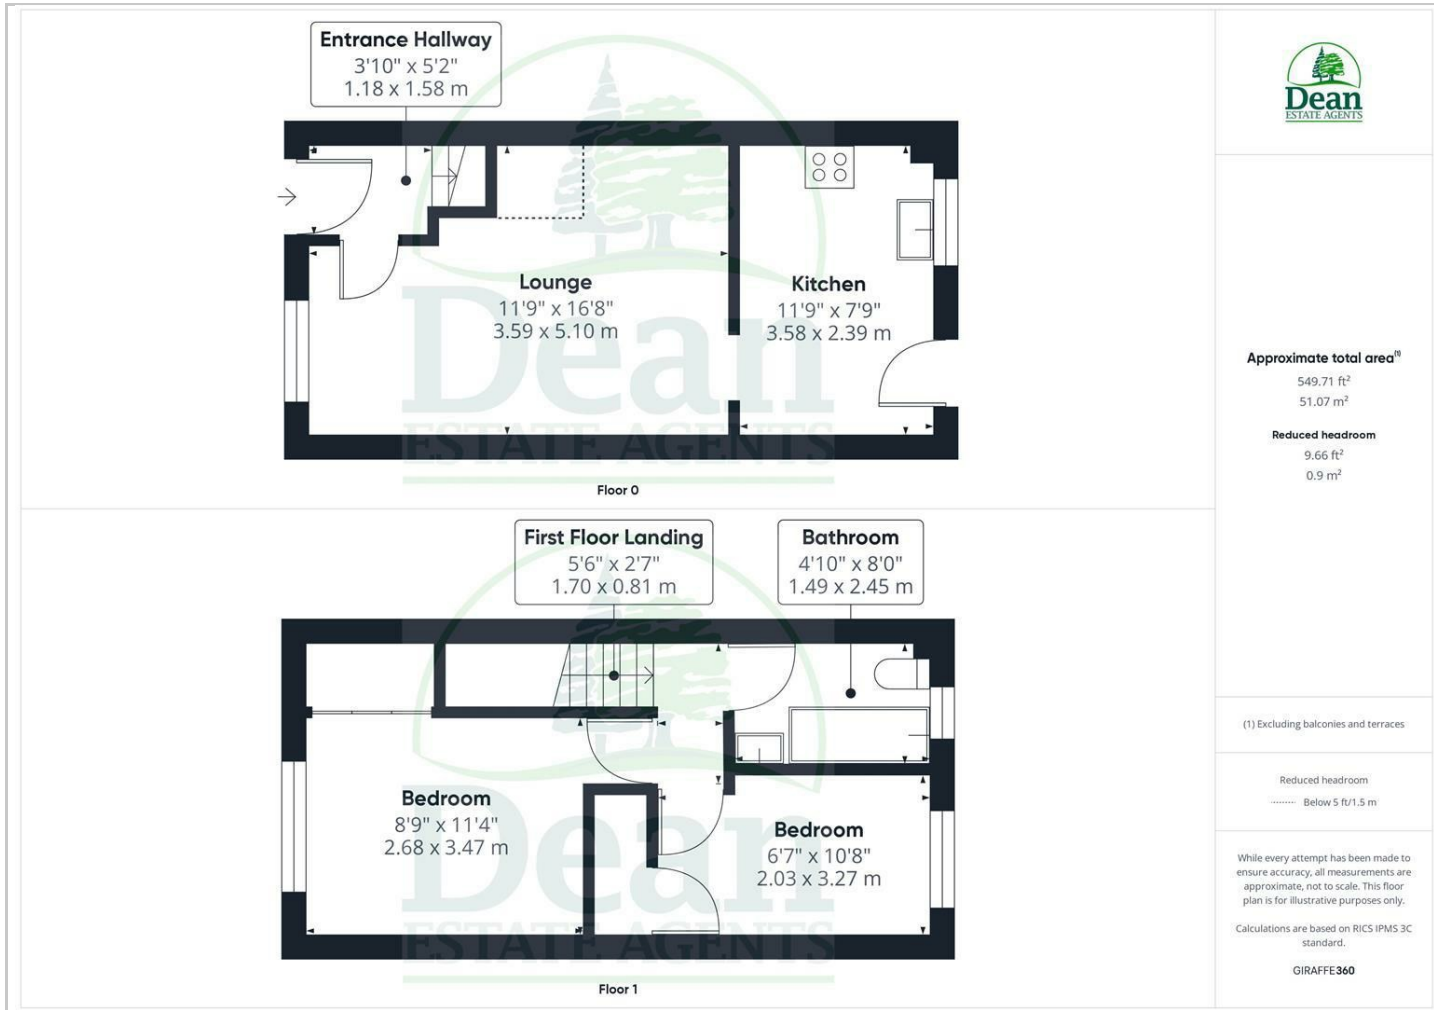 Entrance Hallway
3'10" x 5'2"
1.18 x 1.58 m
Lounge
11'9" x 16'8"
3.59 x 5.10 m
Kitchen
11'9" x 7'9"
3.58 x 2.39 m
Dean
ESTATE AGENTS
Floor 0
First Floor Landing
5'6" x 2'7"
1.70 x 0.81 m
Bathroom
4'10" x 8'0"
1.49 x 2.45 m
Bedroom
8'9" x 11'4"
2.68 x 3.47 m
Bedroom
6'7" x 10'8"
2.03 x 3.27 m
Dean
ESTATE AGENTS
Floor 1
Dean
ESTATE AGENTS
Approximate total area(1)
549.71 ft²
51.07 m²
Reduced headroom
9.66 ft²
0.9 m²
(1) Excluding balconies and terraces
Reduced headroom
Below 5 ft/1.5 m
While every attempt has been made to
ensure accuracy, all measurements are
approximate, not to scale. This floor
plan is for illustrative purposes only.
Calculations are based on RICS IPMS 3C
standard.
GIRAFFE360